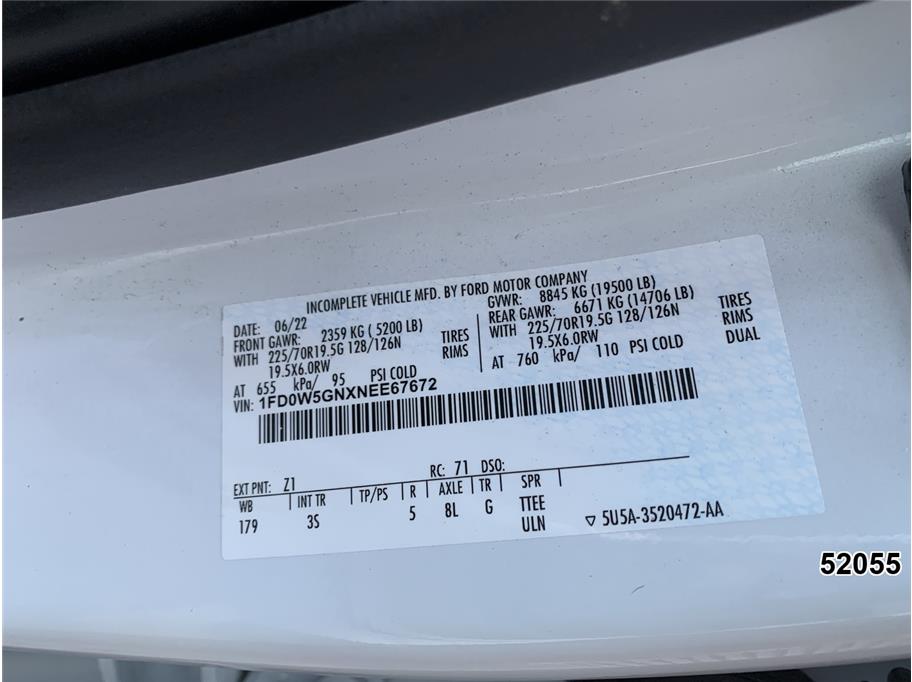 INCOMPLETE VEHICLE MFD. BY FORD MOTOR COMPANY
DATE: 06/22
FRONT GAWR: 2359 KG ( 5200 LB)
WITH 225/70R19.5G 128/126N TIRES
19.5X6.0RW RIMS
AT 655 kPa/ 95 PSI COLD
GVWR: 8845 KG (19500 LB)
REAR GAWR: 6671 KG (14706 LB)
WITH 225/70R19.5G 128/126N TIRES
19.5X6.0RW RIMS
AT 760 kPa/ 110 PSI COLD DUAL
VIN: 1FD0W5GNXNEE67672
EXT PNT: Z1 RC: 71 DSO:
WB INT TR TP/PS R AXLE TR SPR
179 3S 5 8L G TTEE
ULN ▽ 5U5A-3520472-AA
52055